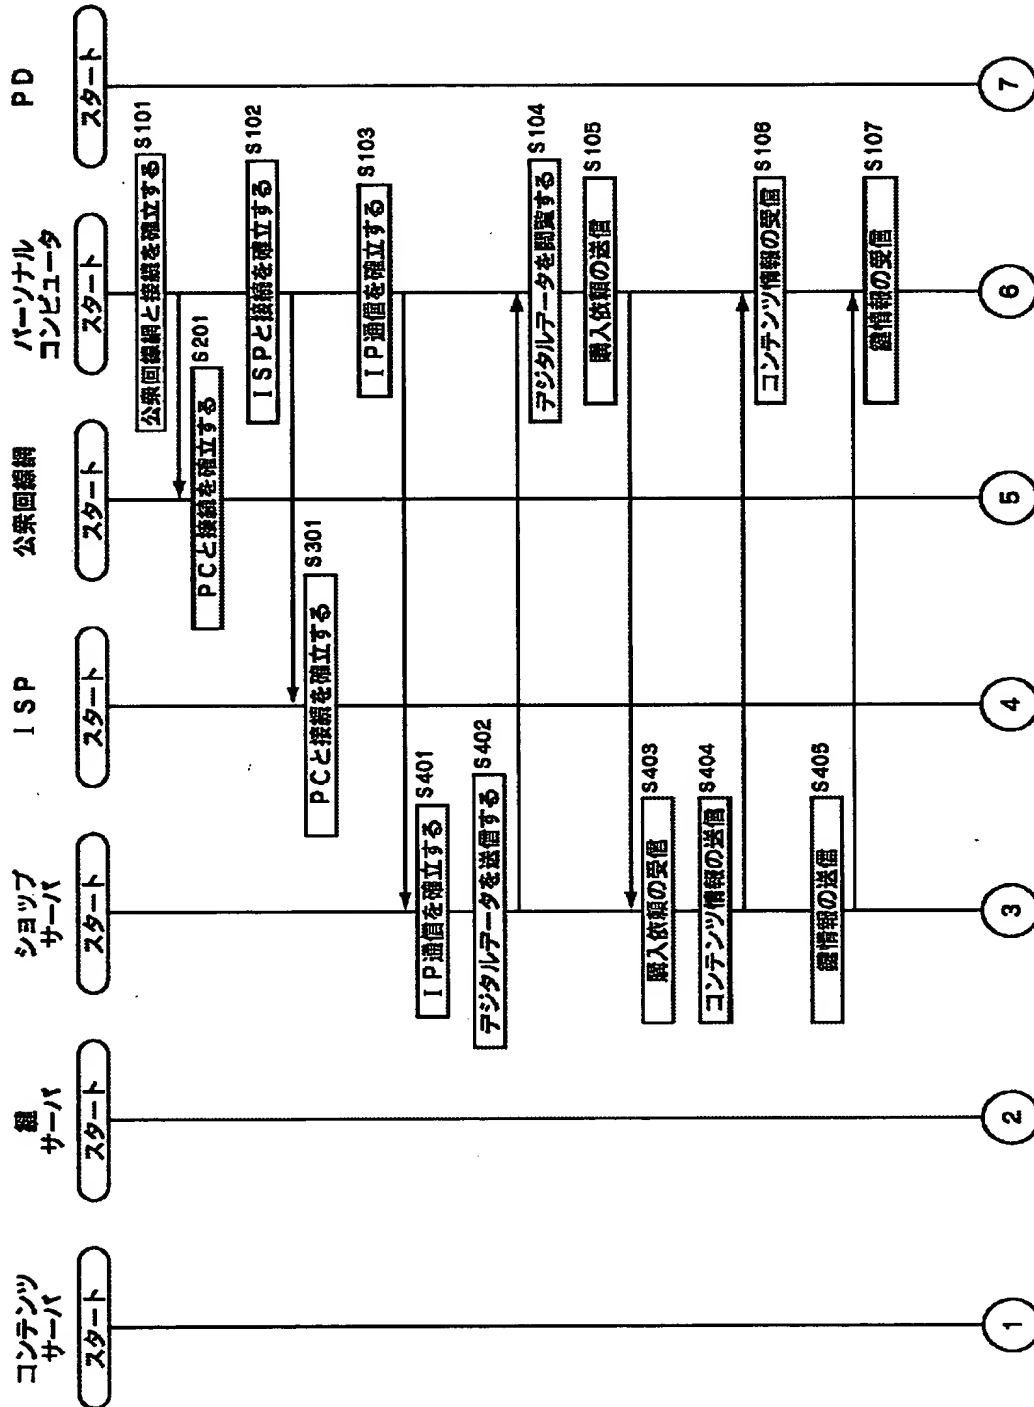 コンテンツ
サーバ
鍵
サーバ
ショップ
サーバ
ISP
公衆回線網
パーソナル
コンピュータ
PD
スタート
スタート
スタート
スタート
スタート
スタート
スタート
公衆回線網と接続を確立する
S101
PCと接続を確立する
S201
ISPと接続を確立する
S102
PCと接続を確立する
S301
IP通信を確立する
S103
IP通信を確立する
S401
デジタルデータを送信する
S402
デジタルデータを閲覧する
S104
購入依頼の送信
S105
購入依頼の受信
S403
コンテンツ情報の送信
S404
コンテンツ情報の受信
S106
鍵情報の送信
S405
鍵情報の受信
S107
1
2
3
4
5
6
7